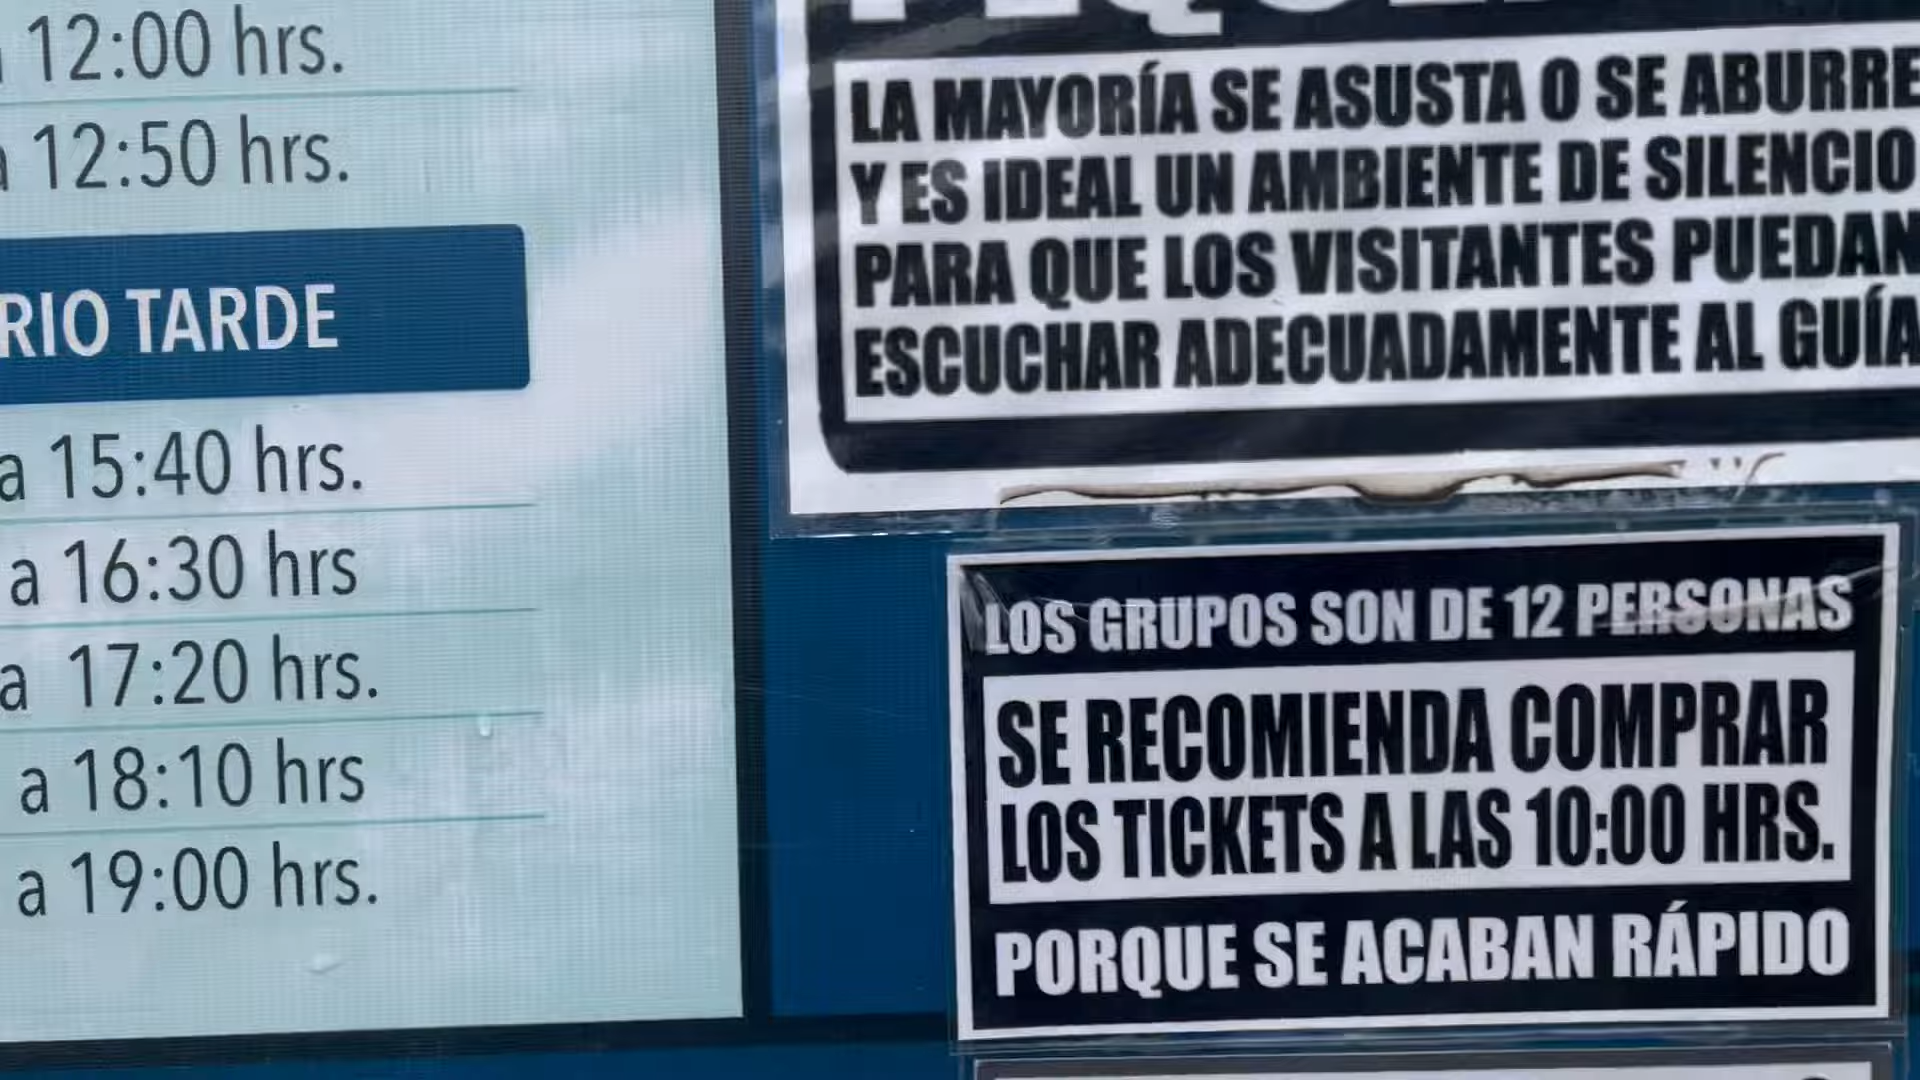 a 12:00 hrs.
a 12:50 hrs.
RIO TARDE
a 15:40 hrs.
a 16:30 hrs
a 17:20 hrs.
a 18:10 hrs
a 19:00 hrs.
LA MAYORÍA SE ASUSTA O SE ABURRE
Y ES IDEAL UN AMBIENTE DE SILENCIO
PARA QUE LOS VISITANTES PUEDAN
ESCUCHAR ADECUADAMENTE AL GUÍA
LOS GRUPOS SON DE 12 PERSONAS
SE RECOMIENDA COMPRAR
LOS TICKETS A LAS 10:00 HRS.
PORQUE SE ACABAN RÁPIDO